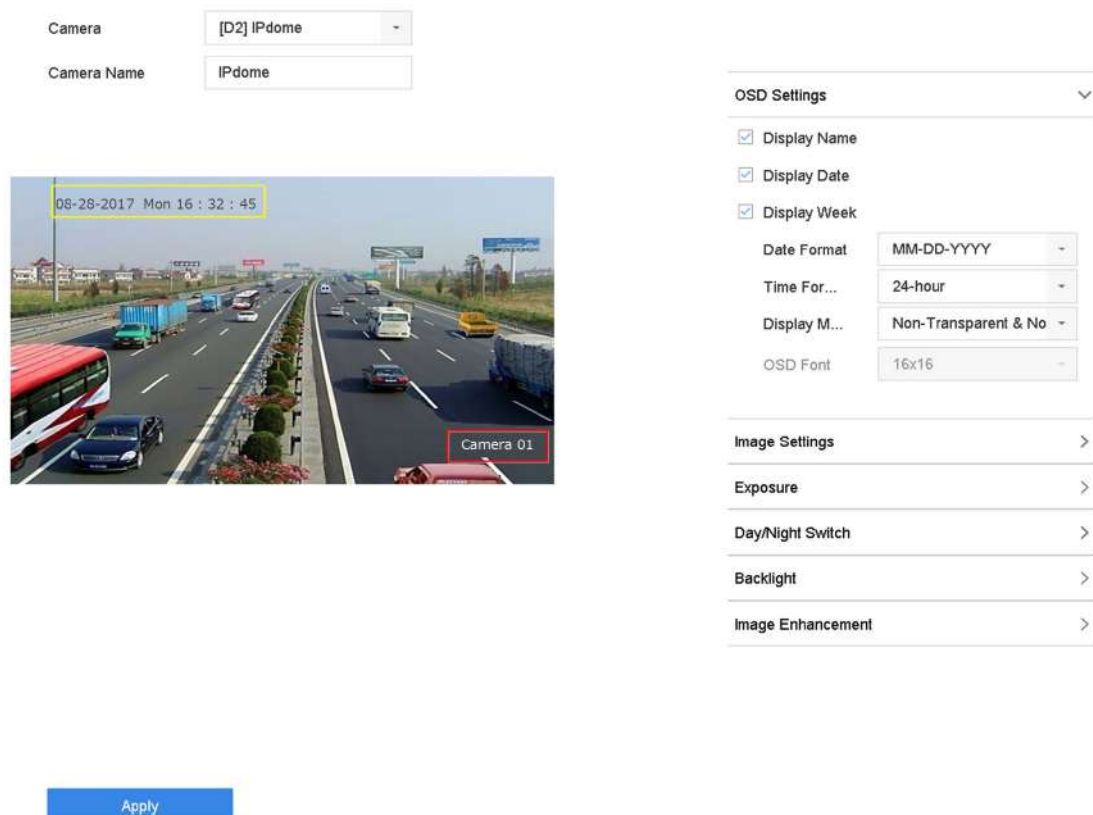 Camera
[D2] IPdome
Camera Name
IPdome
08-28-2017 Mon 16 : 32 : 45
Camera 01
OSD Settings
Display Name
Display Date
Display Week
Date Format
MM-DD-YYYY
Time For...
24-hour
Display M...
Non-Transparent & No
OSD Font
16x16
Image Settings
Exposure
Day/Night Switch
Backlight
Image Enhancement
Apply